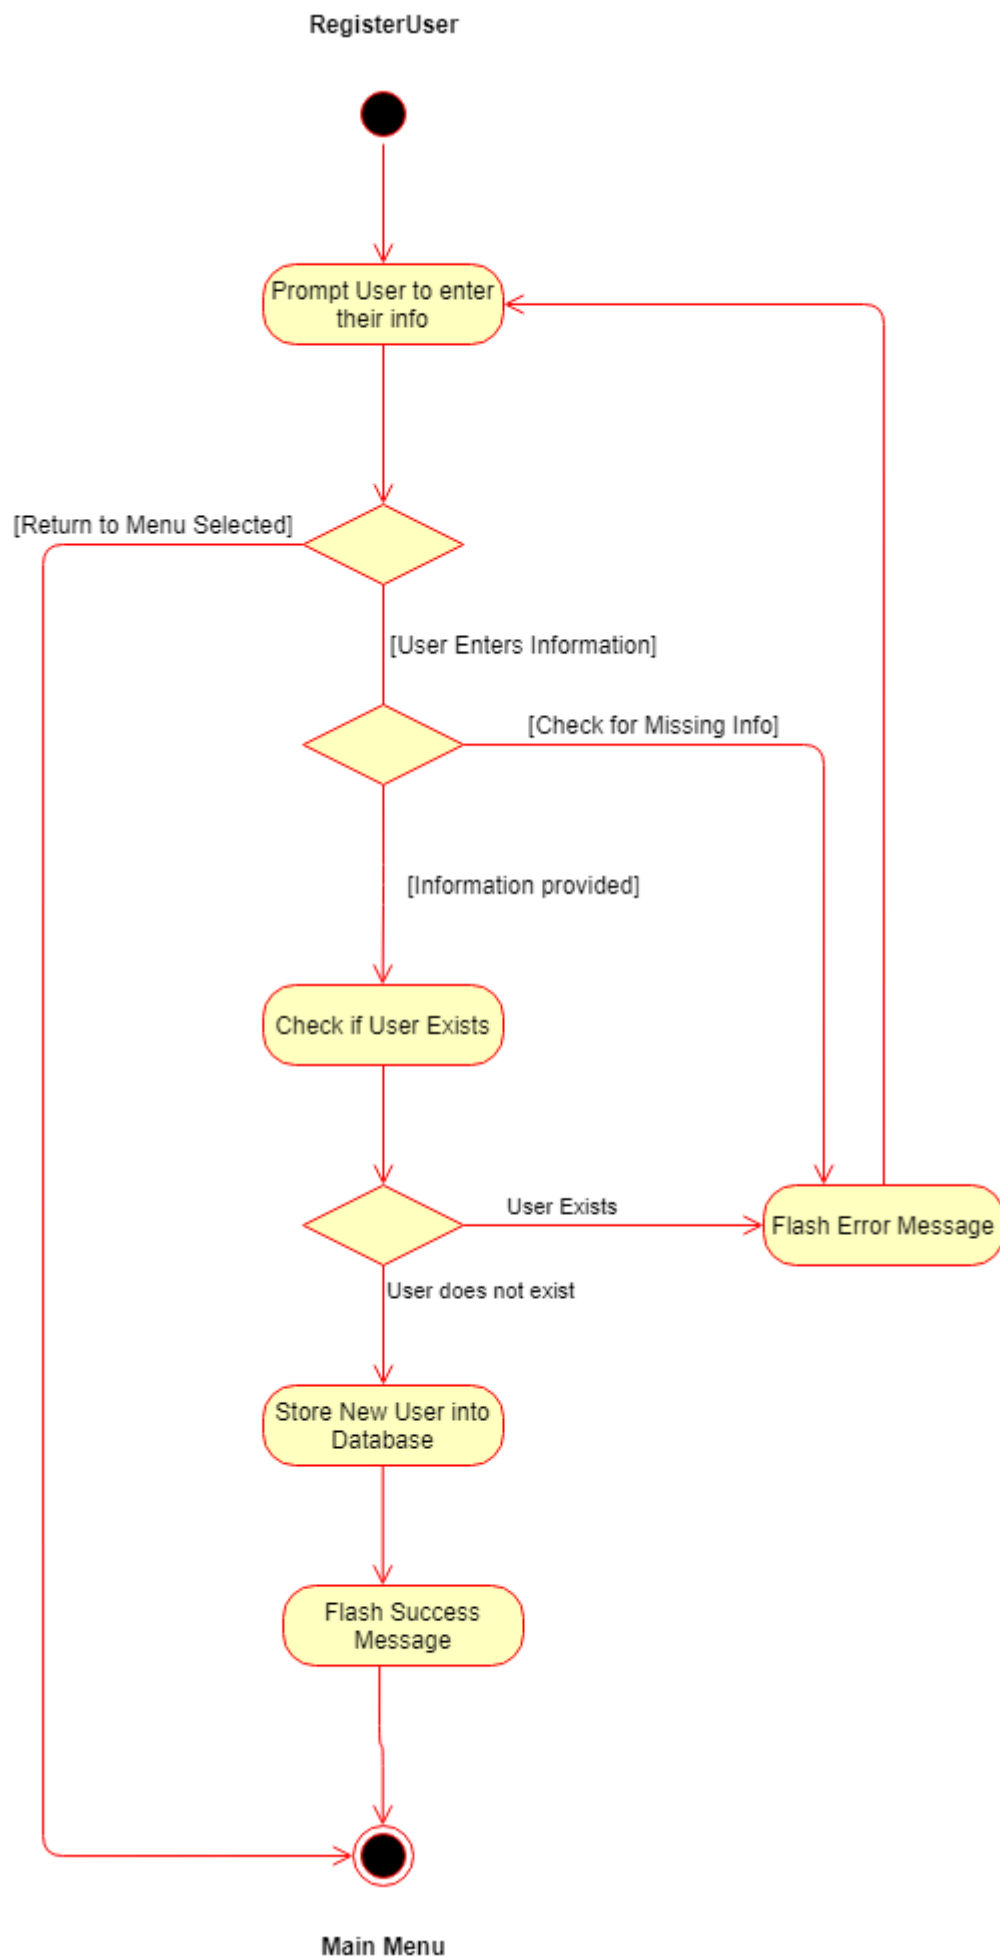 RegisterUser
Prompt User to enter
their info
[Return to Menu Selected]
[User Enters Information]
[Check for Missing Info]
[Information provided]
Check if User Exists
User Exists
Flash Error Message
User does not exist
Store New User into
Database
Flash Success
Message
Main Menu